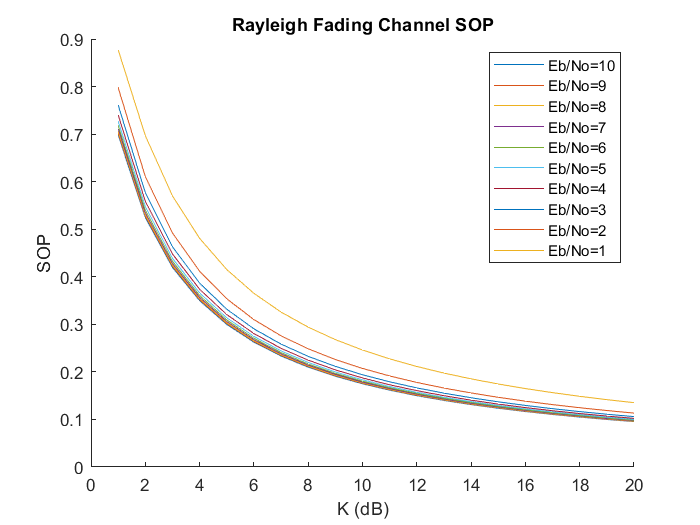 Rayleigh Fading Channel SOP
0.9
0.8
0.7
0.6
0.5
0.4
0.3
0.2
0.1
0
SOP
Eb/No=10
Eb/No=9
Eb/No=8
Eb/No=7
Eb/No=6
Eb/No=5
Eb/No=4
Eb/No=3
Eb/No=2
Eb/No=1
0 2 4 6 8 10 12 14 16 18 20
K (dB)